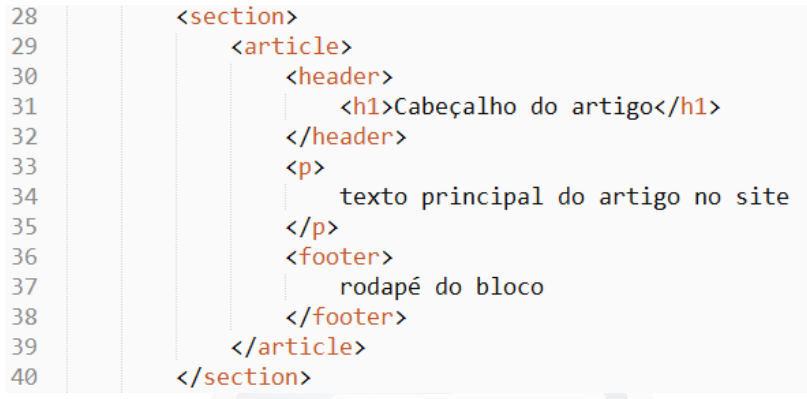 28 <section>
29 <article>
30 <header>
31 <h1>Cabeçalho do artigo</h1>
32 </header>
33 <p>
34 texto principal do artigo no site
35 </p>
36 <footer>
37 rodapé do bloco
38 </footer>
39 </article>
40 </section>